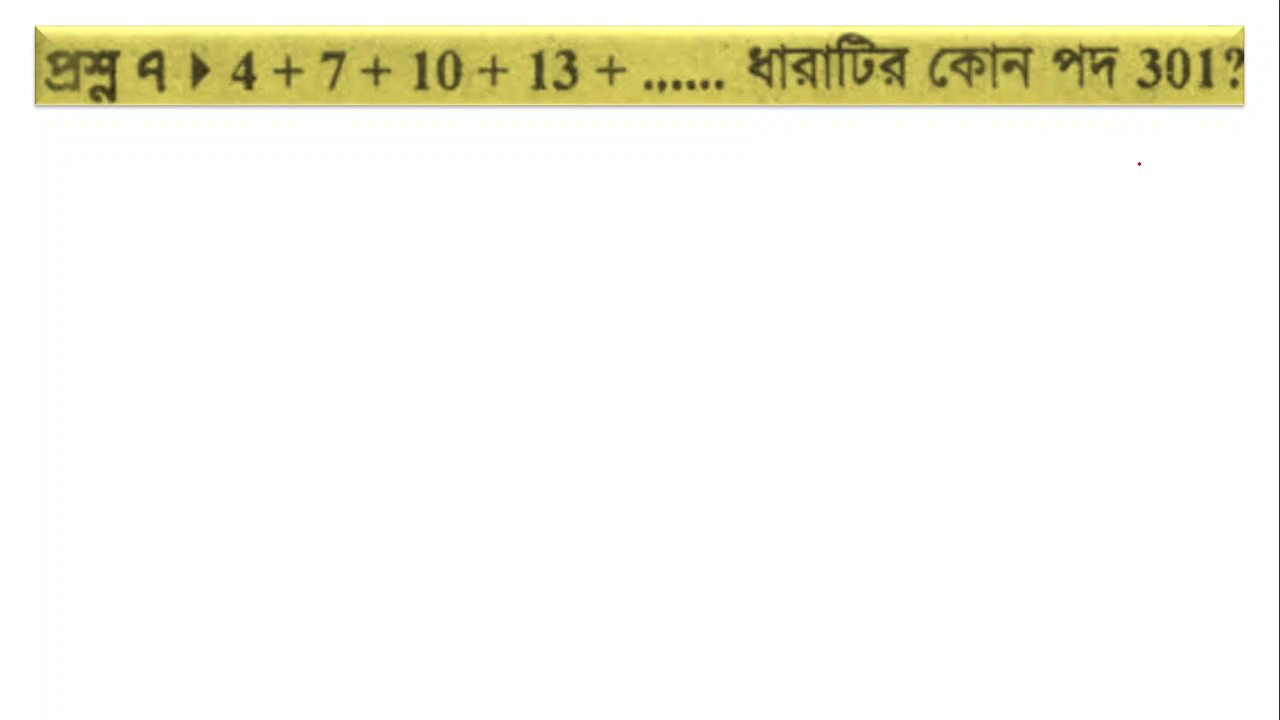 প্রশ্ন ৭ ▶ 4 + 7 + 10 + 13 + ...... ধারাটির কোন পদ 301?